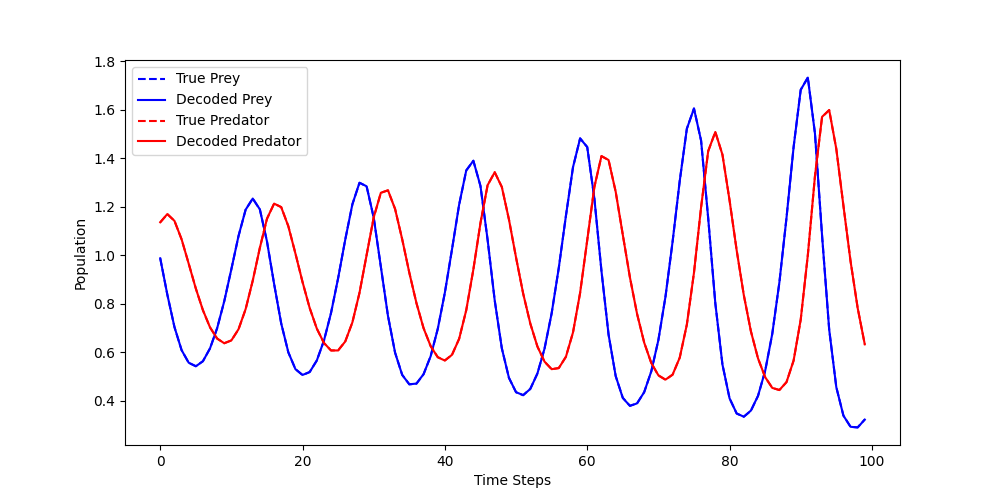 1.8
1.6
1.4
1.2
1.0
0.8
0.6
0.4
Population
True Prey
Decoded Prey
True Predator
Decoded Predator
0
20
40
60
80
100
Time Steps